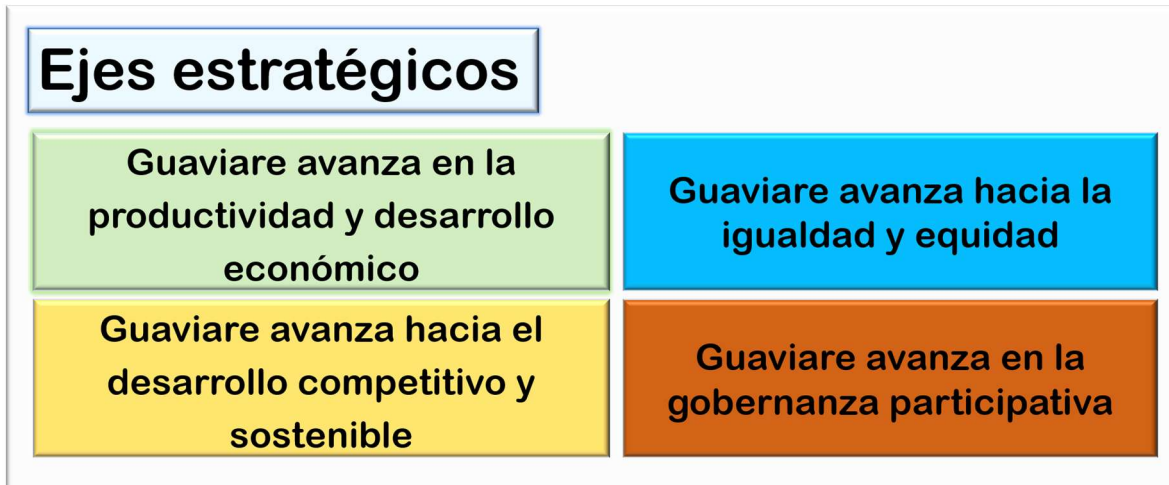 Ejes estratégicos
Guaviare avanza en la
productividad y desarrollo
económico
Guaviare avanza hacia la
igualdad y equidad
Guaviare avanza hacia el
desarrollo competitivo y
sostenible
Guaviare avanza en la
gobernanza participativa